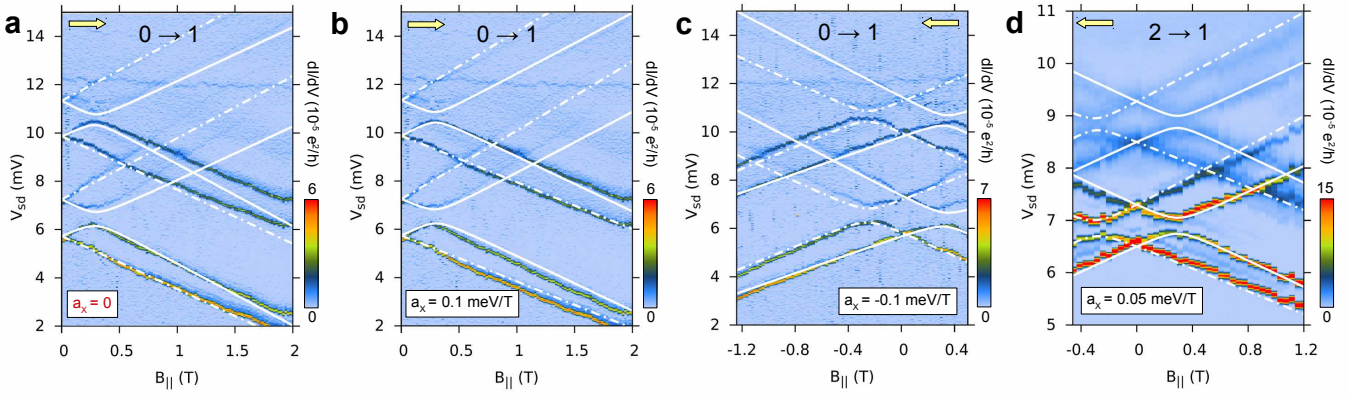 a
0 → 1
14
12
10
8
6
4
2
V_sd (mV)
a_x = 0
0
0.5
1
1.5
2
B_|| (T)
dI/dV (10^-5 e^2/h)
6
0
b
0 → 1
14
12
10
8
6
4
2
V_sd (mV)
a_x = 0.1 meV/T
0
0.5
1
1.5
2
B_|| (T)
dI/dV (10^-5 e^2/h)
6
0
c
0 → 1
14
12
10
8
6
4
2
V_sd (mV)
a_x = -0.1 meV/T
-1.2
-0.8
-0.4
0
0.4
B_|| (T)
dI/dV (10^-5 e^2/h)
7
0
d
2 → 1
11
10
9
8
7
6
5
V_sd (mV)
a_x = 0.05 meV/T
-0.4
0
0.4
0.8
1.2
B_|| (T)
dI/dV (10^-5 e^2/h)
15
0